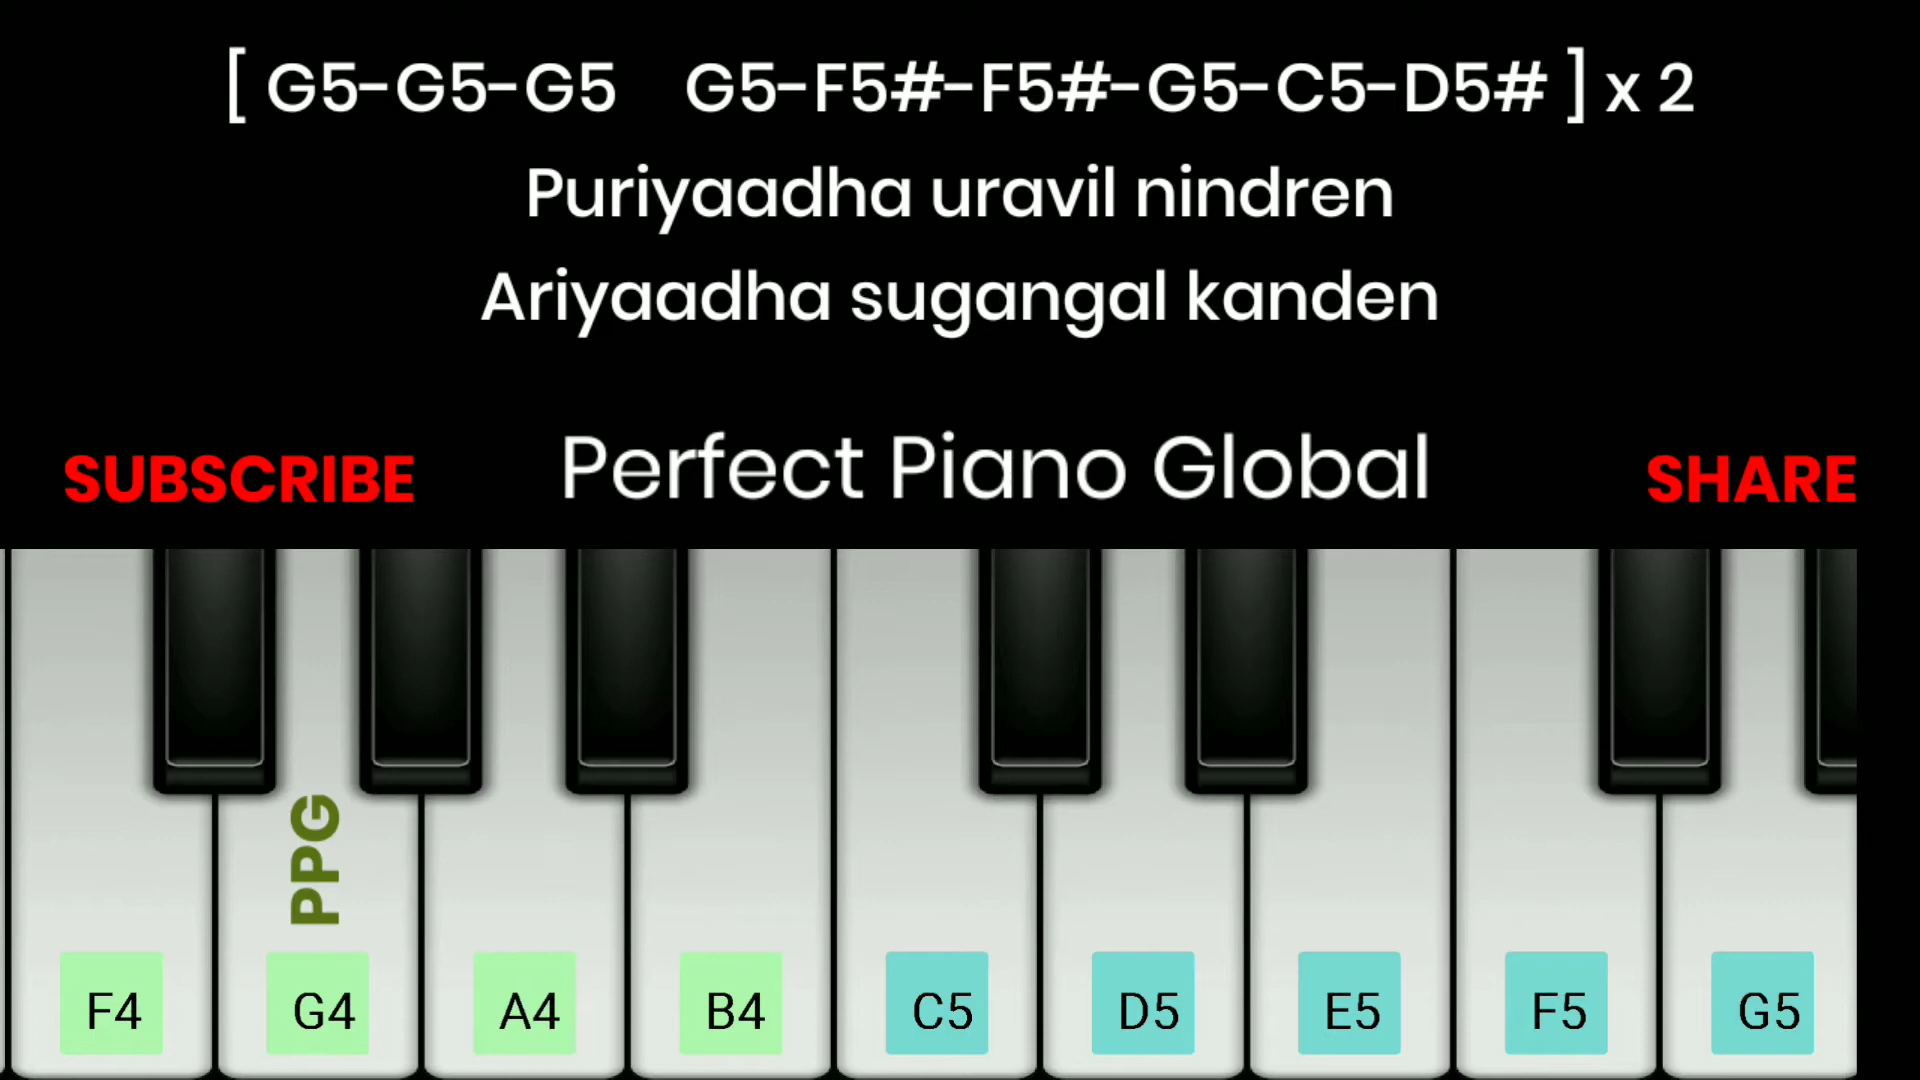 [ G5-G5-G5 G5-F5#-F5#-G5-C5-D5# ] x 2
Puriyaadha uravil nindren
Ariyaadha sugangal kanden
SUBSCRIBE Perfect Piano Global SHARE
PPG
F4 G4 A4 B4 C5 D5 E5 F5 G5